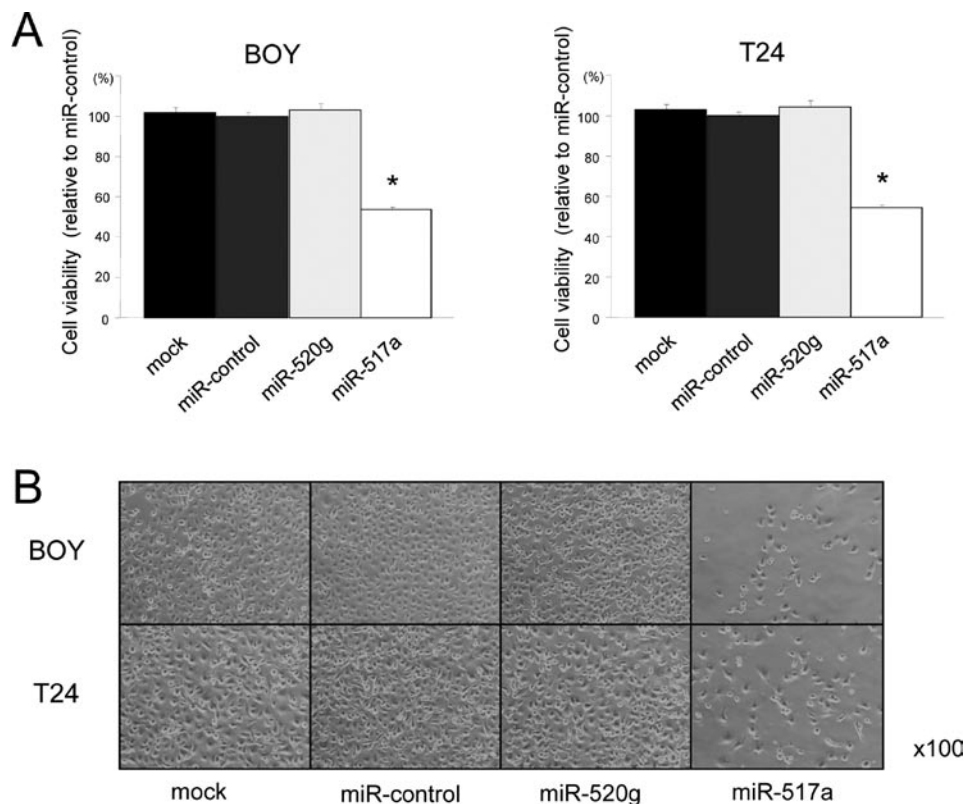 A
BOY
(%)
Cell viability (relative to miR-control)
100
80
60
40
20
0
*
mock
miR-control
miR-520g
miR-517a
T24
(%)
Cell viability (relative to miR-control)
100
80
60
40
20
0
*
mock
miR-control
miR-520g
miR-517a
B
BOY
T24
x100
mock
miR-control
miR-520g
miR-517a